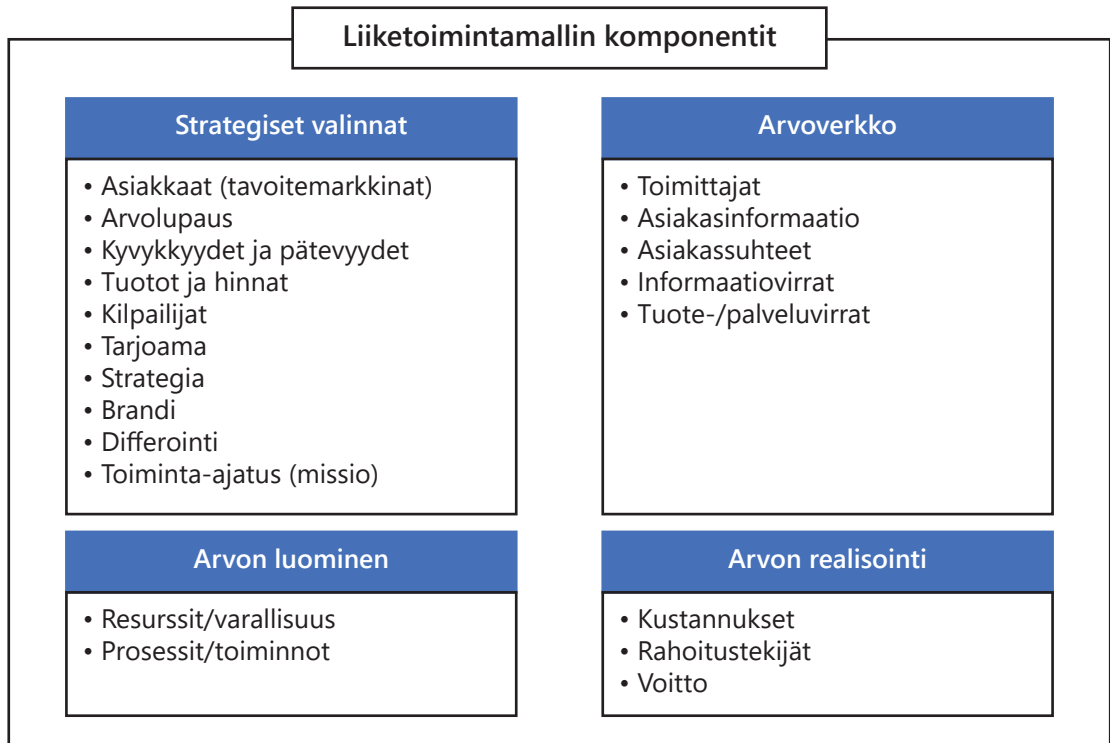 Liiketoimintamallin komponentit
Strategiset valinnat
• Asiakkaat (tavoitemarkkinat)
• Arvolupaus
• Kyvykkyydet ja pätevyydet
• Tuotot ja hinnat
• Kilpailijat
• Tarjoama
• Strategia
• Brandi
• Differointi
• Toiminta-ajatus (missio)
Arvoverkko
• Toimittajat
• Asiakasinformaatio
• Asiakassuhteet
• Informaatiovirrat
• Tuote-/palveluvirrat
Arvon luominen
• Resurssit/varallisuus
• Prosessit/toiminnot
Arvon realisointi
• Kustannukset
• Rahoitustekijät
• Voitto